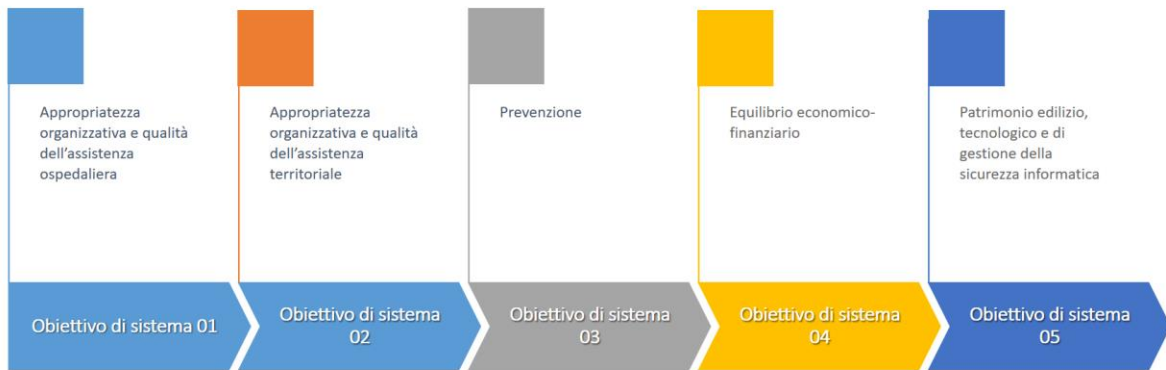 Appropriatezza
organizzativa e qualità
dell'assistenza
ospedaliera
Appropriatezza
organizzativa e qualità
dell'assistenza
territoriale
Prevenzione
Equilibrio economico-
finanziario
Patrimonio edilizio,
tecnologico e di
gestione della
sicurezza informatica
Obiettivo di sistema 01
Obiettivo di sistema
02
Obiettivo di sistema
03
Obiettivo di sistema
04
Obiettivo di sistema
05